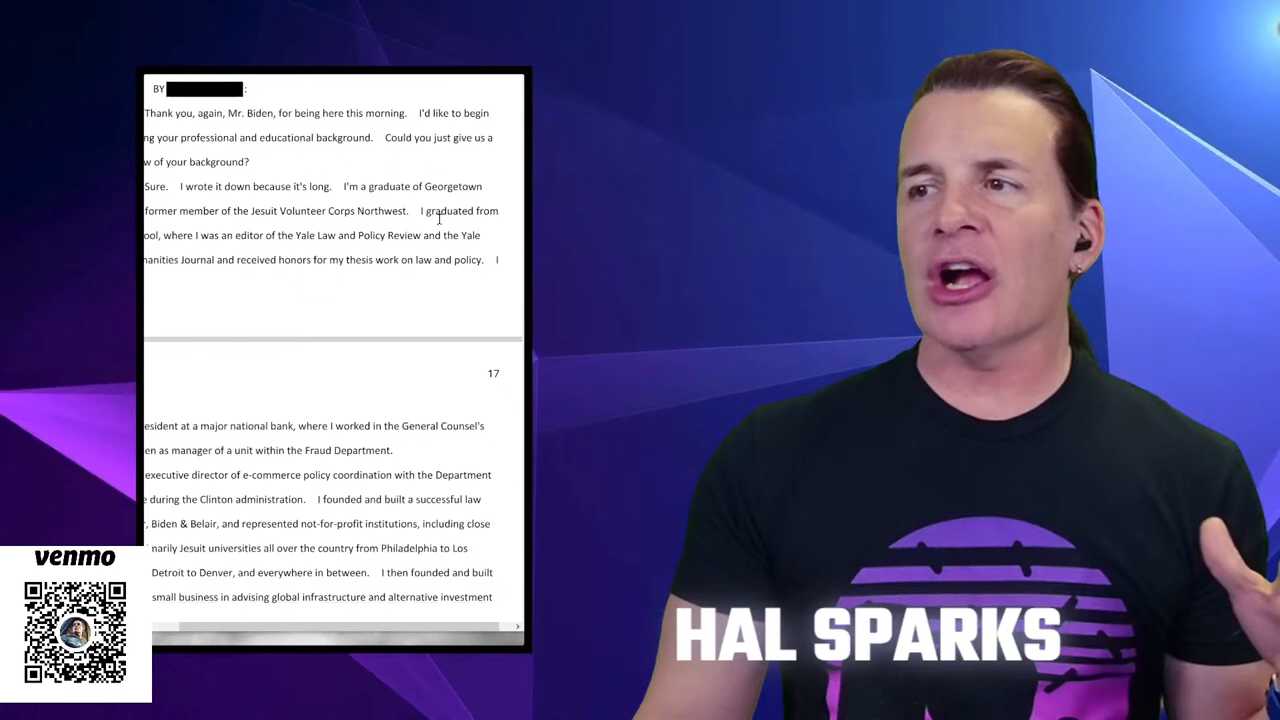 BY :
Thank you, again, Mr. Biden, for being here this morning. I'd like to begin
ng your professional and educational background. Could you just give us a
w of your background?
Sure. I wrote it down because it's long. I'm a graduate of Georgetown
former member of the Jesuit Volunteer Corps Northwest. I graduated from
ool, where I was an editor of the Yale Law and Policy Review and the Yale
nanities Journal and received honors for my thesis work on law and policy. I
17
esident at a major national bank, where I worked in the General Counsel's
en as manager of a unit within the Fraud Department.
executive director of e-commerce policy coordination with the Department
e during the Clinton administration. I founded and built a successful law
r, Biden & Belair, and represented not-for-profit institutions, including close
marily Jesuit universities all over the country from Philadelphia to Los
Detroit to Denver, and everywhere in between. I then founded and built
small business in advising global infrastructure and alternative investment
venmo
HAL SPARKS